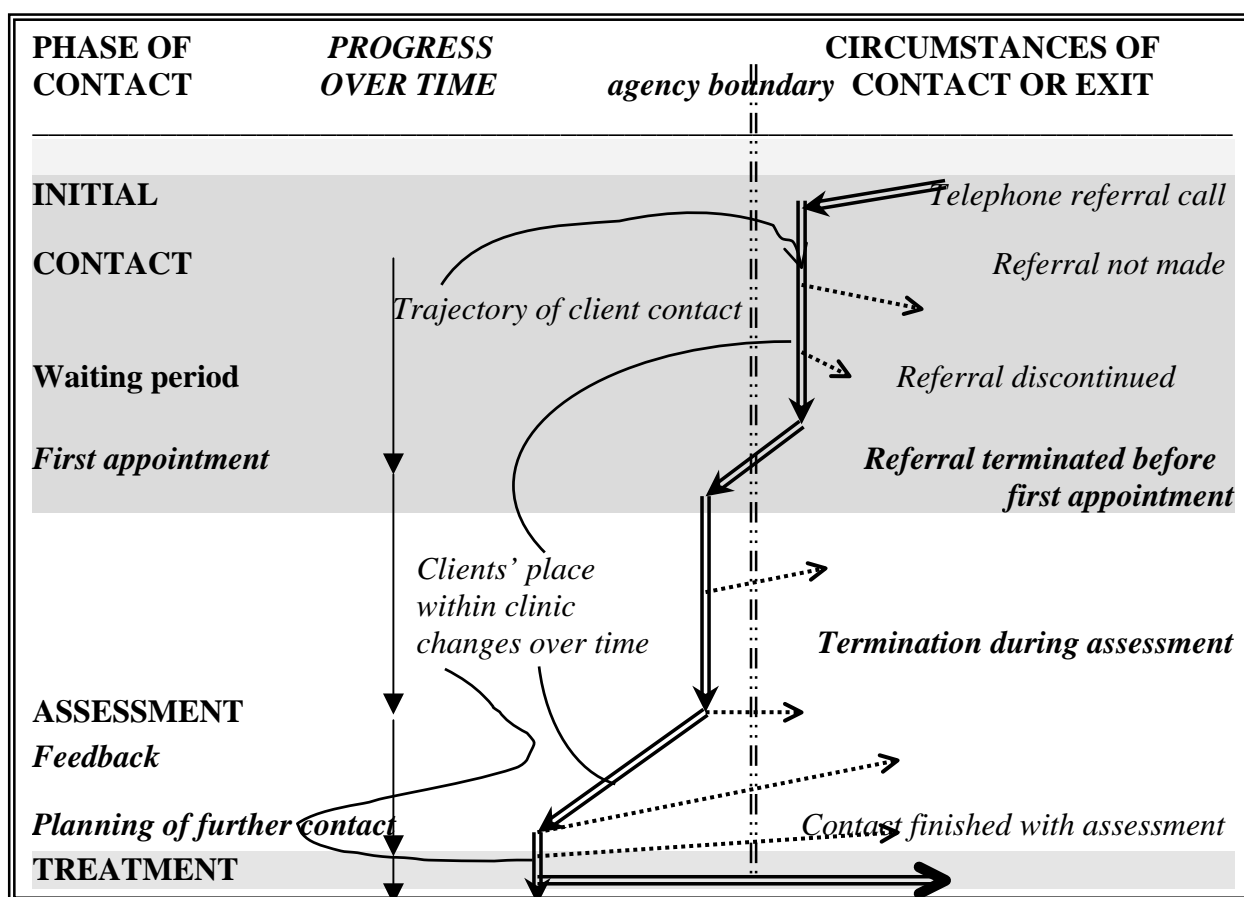 PHASE OF CONTACT
PROGRESS OVER TIME
agency boundary
CIRCUMSTANCES OF CONTACT OR EXIT
INITIAL
Telephone referral call
CONTACT
Referral not made
Trajectory of client contact
Waiting period
Referral discontinued
First appointment
Referral terminated before
first appointment
Clients’ place
within clinic
changes over time
Termination during assessment
ASSESSMENT
Feedback
Planning of further contact
Contact finished with assessment
TREATMENT